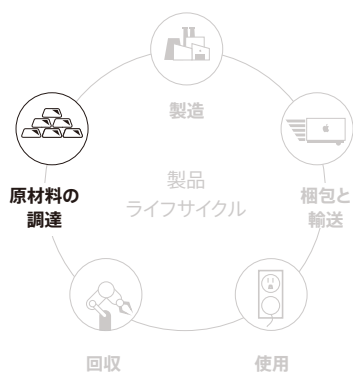 製造
原材料の
調達
製品
ライフサイクル
梱包と
輸送
回収
使用